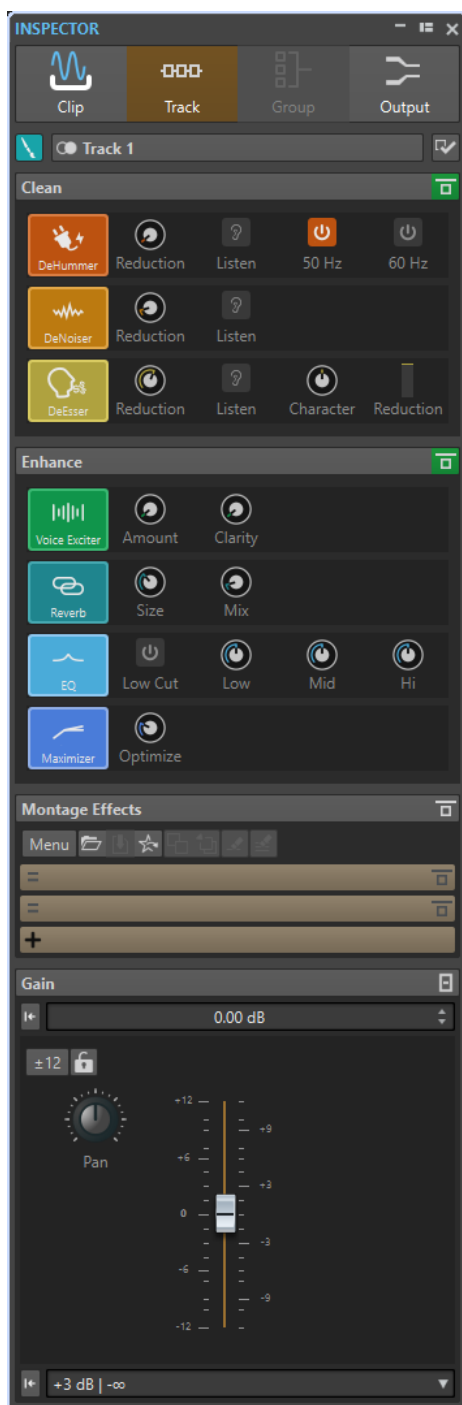 INSPECTOR
Clip Track Group Output
Track 1
Clean
DeHummer Reduction Listen 50 Hz 60 Hz
DeNoiser Reduction Listen
DeEsser Reduction Listen Character Reduction
Enhance
Voice Exciter Amount Clarity
Reverb Size Mix
EQ Low Cut Low Mid Hi
Maximizer Optimize
Montage Effects
Menu
Gain
0.00 dB
±12
Pan
+12
+9
+6
+3
0
-3
-6
-9
-12
+3 dB | -∞